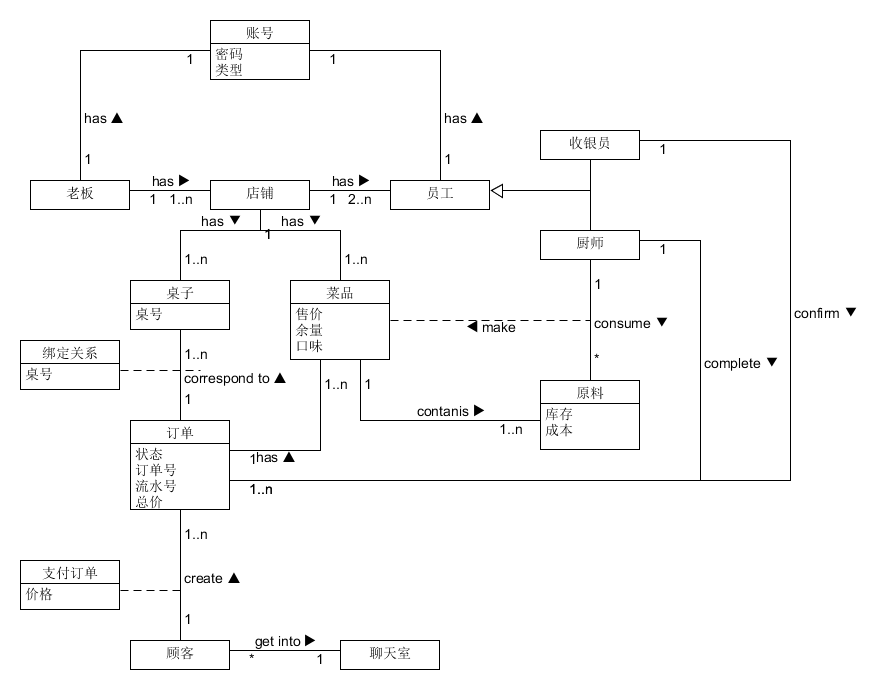 账号
密码
类型
1
1
has ▲
has ▲
1
1
收银员
1
老板
has ▶
1
1..n
店铺
has ▶
1
2..n
员工
has ▼
has ▼
1
厨师
1
1..n
1..n
桌子
桌号
菜品
售价
余量
口味
1
◀ make
consume ▼
confirm ▼
绑定关系
桌号
1..n
correspond to ▲
1
1..n
1
*
complete ▼
原料
库存
成本
contanis ▶
1..n
订单
状态
订单号
流水号
总价
1
has ▲
1..n
1..n
支付订单
价格
create ▲
1
顾客
get into ▶
*
1
聊天室